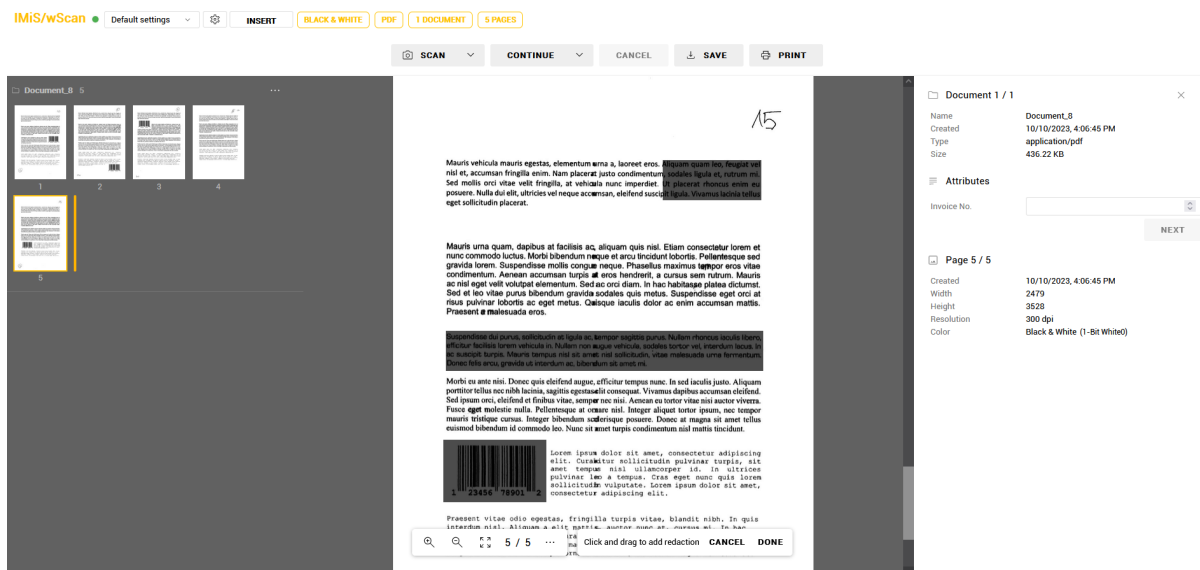 IMiS/wScan
Default settings
INSERT
BLACK & WHITE
PDF
1 DOCUMENT
5 PAGES
SCAN
CONTINUE
CANCEL
SAVE
PRINT
Document_8 5
1
2
3
4
5
15
Mauris vehicula mauris egestas, elementum urna a, laoreet eros. Aliquam quam leo, feugiat vel
nisl et, accumsan fringilla enim. Nam placerat justo condimentum, sodales ligula et, rutrum mi.
Sed mollis orci vitae velit fringilla, at vehicula nunc imperdiet. Ut placerat rhoncus enim eu
posuere. Nulla dui elit, ultricies vel neque accumsan, eleifend suscipit ligula. Vivamus lacinia tellus
eget sollicitudin placerat.
Mauris urna quam, dapibus at facilisis ac, aliquam quis nisl. Etiam consectetur lorem et
nunc commodo luctus. Morbi bibendum neque et arcu tincidunt lobortis. Pellentesque sed
gravida lorem. Suspendisse mollis congue neque. Phasellus maximus tempor eros vitae
condimentum. Aenean accumsan turpis at eros hendrerit, a cursus sem rutrum. Mauris
ac nisl eget velit volutpat elementum. Sed ac orci diam. In hac habitasse platea dictumst.
Sed et leo vitae purus bibendum gravida sodales quis metus. Suspendisse eget orci at
risus pulvinar lobortis ac eget metus. Quisque iaculis dolor ac enim accumsan mattis.
Praesent a malesuada eros.
Suspendisse dui purus, sollicitudin at ligula ac, tempor sagittis purus. Nullam rhoncus iaculis libero,
efficitur facilisis lorem vehicula in. Nullam non augue vehicula, sodales tortor vel, interdum lacus. In
ac suscipit turpis. Mauris tempus nisl sit amet nisl sollicitudin, vitae malesuada urna fermentum.
Donec felis arcu, gravida ut interdum ac, bibendum sit amet mi.
Morbi eu ante nisi. Donec quis eleifend augue, efficitur tempus nunc. In sed iaculis justo. Aliquam
porttitor tellus nec nibh lacinia, sagittis egestas elit consequat. Vivamus dapibus accumsan eleifend.
Sed ipsum orci, eleifend et finibus vitae, semper nec nisi. Aenean eu tortor vitae nisi auctor viverra.
Fusce eget molestie nulla. Pellentesque at ornare nisl. Integer aliquet tortor ipsum, nec tempor
mauris tristique cursus. Integer bibendum scelerisque posuere. Donec at magna sit amet tellus
euismod bibendum id commodo leo. Nunc sit amet turpis condimentum nisl mattis tincidunt.
1 23456 78901 2
Lorem ipsum dolor sit amet, consectetur adipiscing
elit. Curabitur sollicitudin pulvinar turpis, sit
amet tempus nisl ullamcorper id. In ultrices
pulvinar leo a tempus. Cras eget nunc quis lorem
sollicitudin vulputate. Lorem ipsum dolor sit amet,
consectetur adipiscing elit.
Praesent vitae odio egestas, fringilla turpis vitae, blandit nibh. In quis
interdum nisl. Aliquam a elit mattis, auctor nunc at, cursus mi. In hac
5 / 5
Click and drag to add redaction
CANCEL
DONE
Document 1 / 1
Name Document_8
Created 10/10/2023, 4:06:45 PM
Type application/pdf
Size 436.22 KB
Attributes
Invoice No.
NEXT
Page 5 / 5
Created 10/10/2023, 4:06:45 PM
Width 2479
Height 3528
Resolution 300 dpi
Color Black & White (1-Bit White0)